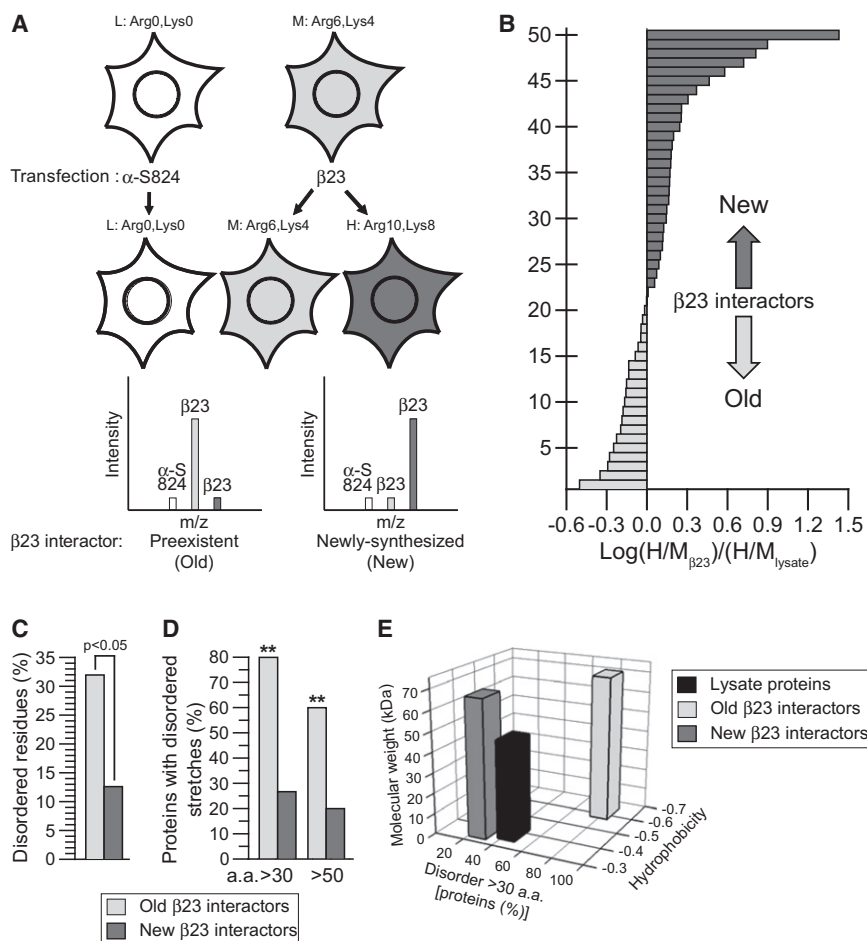 A
L: Arg0,Lys0
M: Arg6,Lys4
Transfection : α-S824
β23
L: Arg0,Lys0
M: Arg6,Lys4
H: Arg10,Lys8
Intensity
α-S
824
β23
β23
m/z
Intensity
α-S
824
β23
β23
m/z
β23 interactor:
Preexistent
(Old)
Newly-synthesized
(New)
B
50
45
40
35
30
25
20
15
10
5
New
β23 interactors
Old
-0.6 -0.3 0.0 0.3 0.6 0.9 1.2 1.5
Log(H/Mβ23)/(H/Mlysate)
C
Disordered residues (%)
35
30
25
20
15
10
5
0
p<0.05
D
Proteins with disordered
stretches (%)
80
70
60
50
40
30
20
10
0
**
**
a.a.>30
>50
Old β23 interactors
New β23 interactors
E
Molecular weight (kDa)
70
60
50
40
30
20
10
0
20
40
60
80
100
Disorder >30 a.a.
[proteins (%)]
-0.7
-0.6
-0.5
-0.4
-0.3
Hydrophobicity
Lysate proteins
Old β23 interactors
New β23 interactors